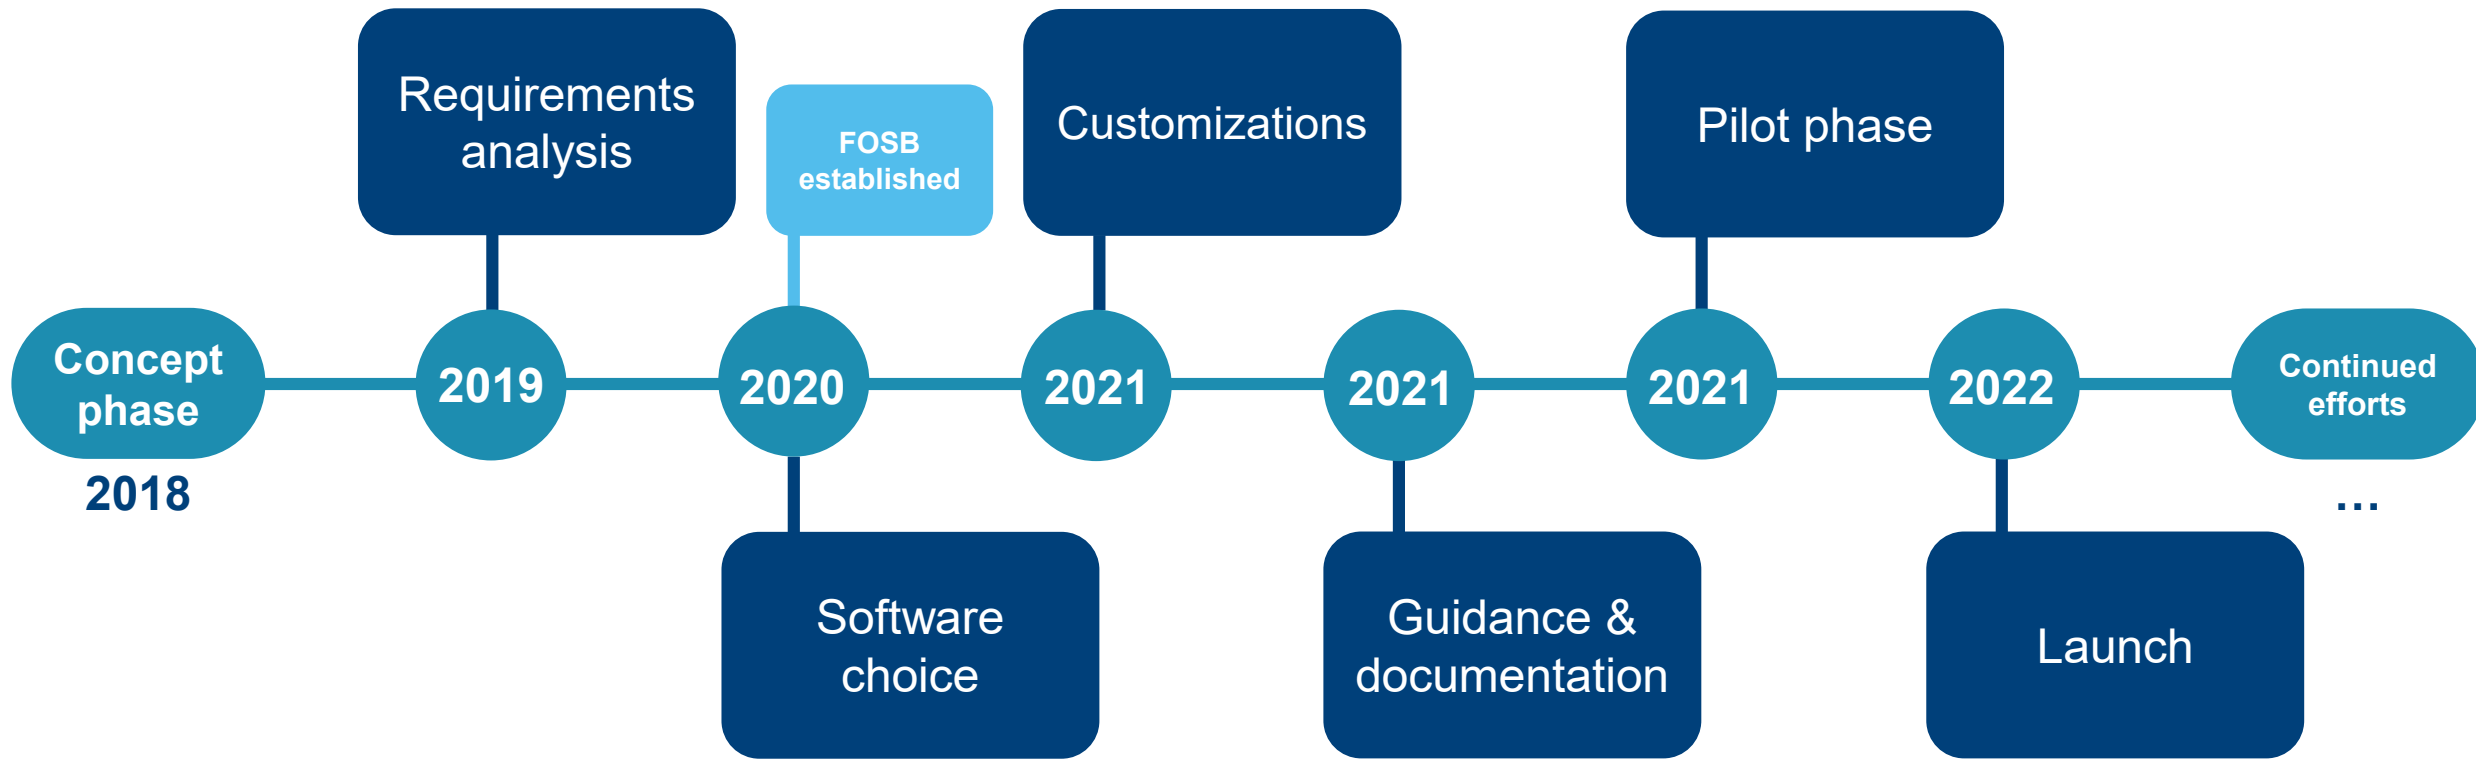 Requirements
analysis
FOSB
established
Customizations
Pilot phase
Concept
phase
2018
2019
2020
2021
2021
2021
2022
Continued
efforts
...
Software
choice
Guidance &
documentation
Launch